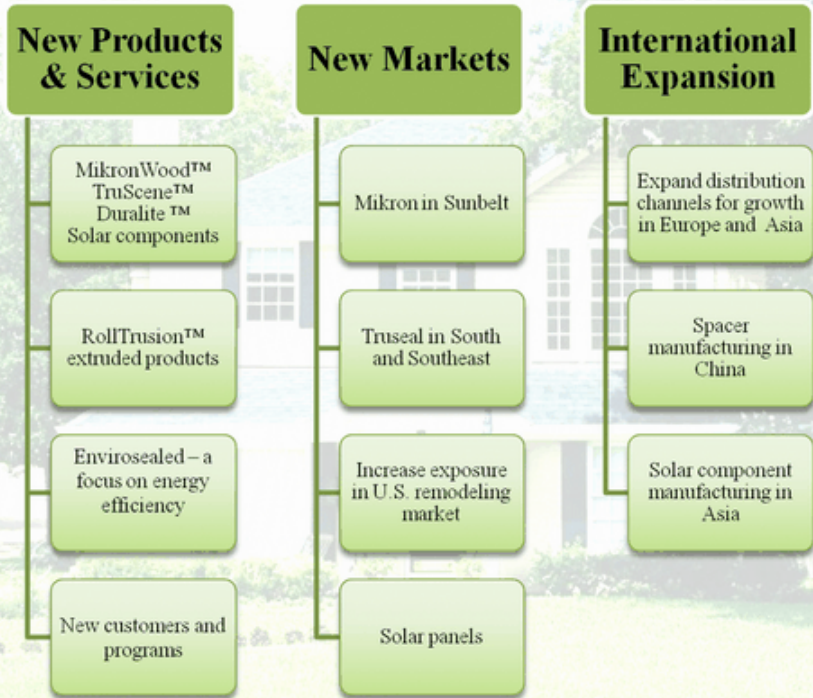 New Products
& Services
MikronWood™
TruScene™
Duralite ™
Solar components
RollTrusion™
extruded products
Envirosealed – a
focus on energy
efficiency
New customers and
programs
New Markets
Mikron in Sunbelt
Truseal in South
and Southeast
Increase exposure
in U.S. remodeling
market
Solar panels
International
Expansion
Expand distribution
channels for growth
in Europe and Asia
Spacer
manufacturing in
China
Solar component
manufacturing in
Asia